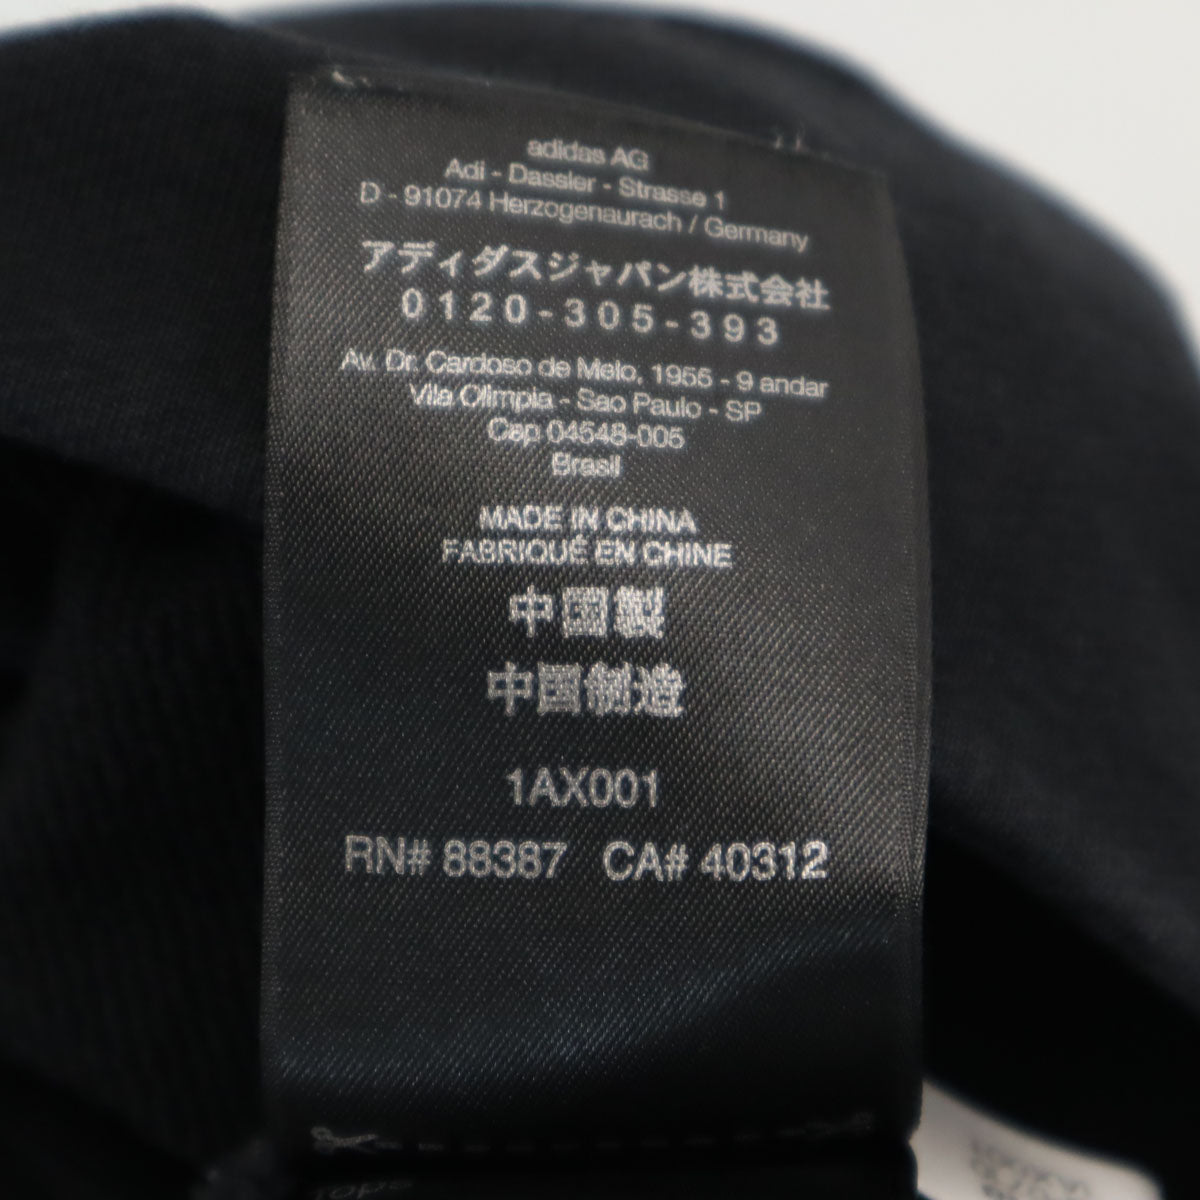 adidas AG
Adi - Dassler - Strasse 1
D - 91074 Herzogenaurach / Germany
アディダスジャパン株式会社
0120-305-393
Av. Dr. Cardoso de Melo, 1955 - 9 andar
Vila Olimpia - Sao Paulo - SP
Cep 04548-005
Brasil
MADE IN CHINA
FABRIQUÉ EN CHINE
中国製
中国制造
1AX001
RN# 88387 CA# 40312